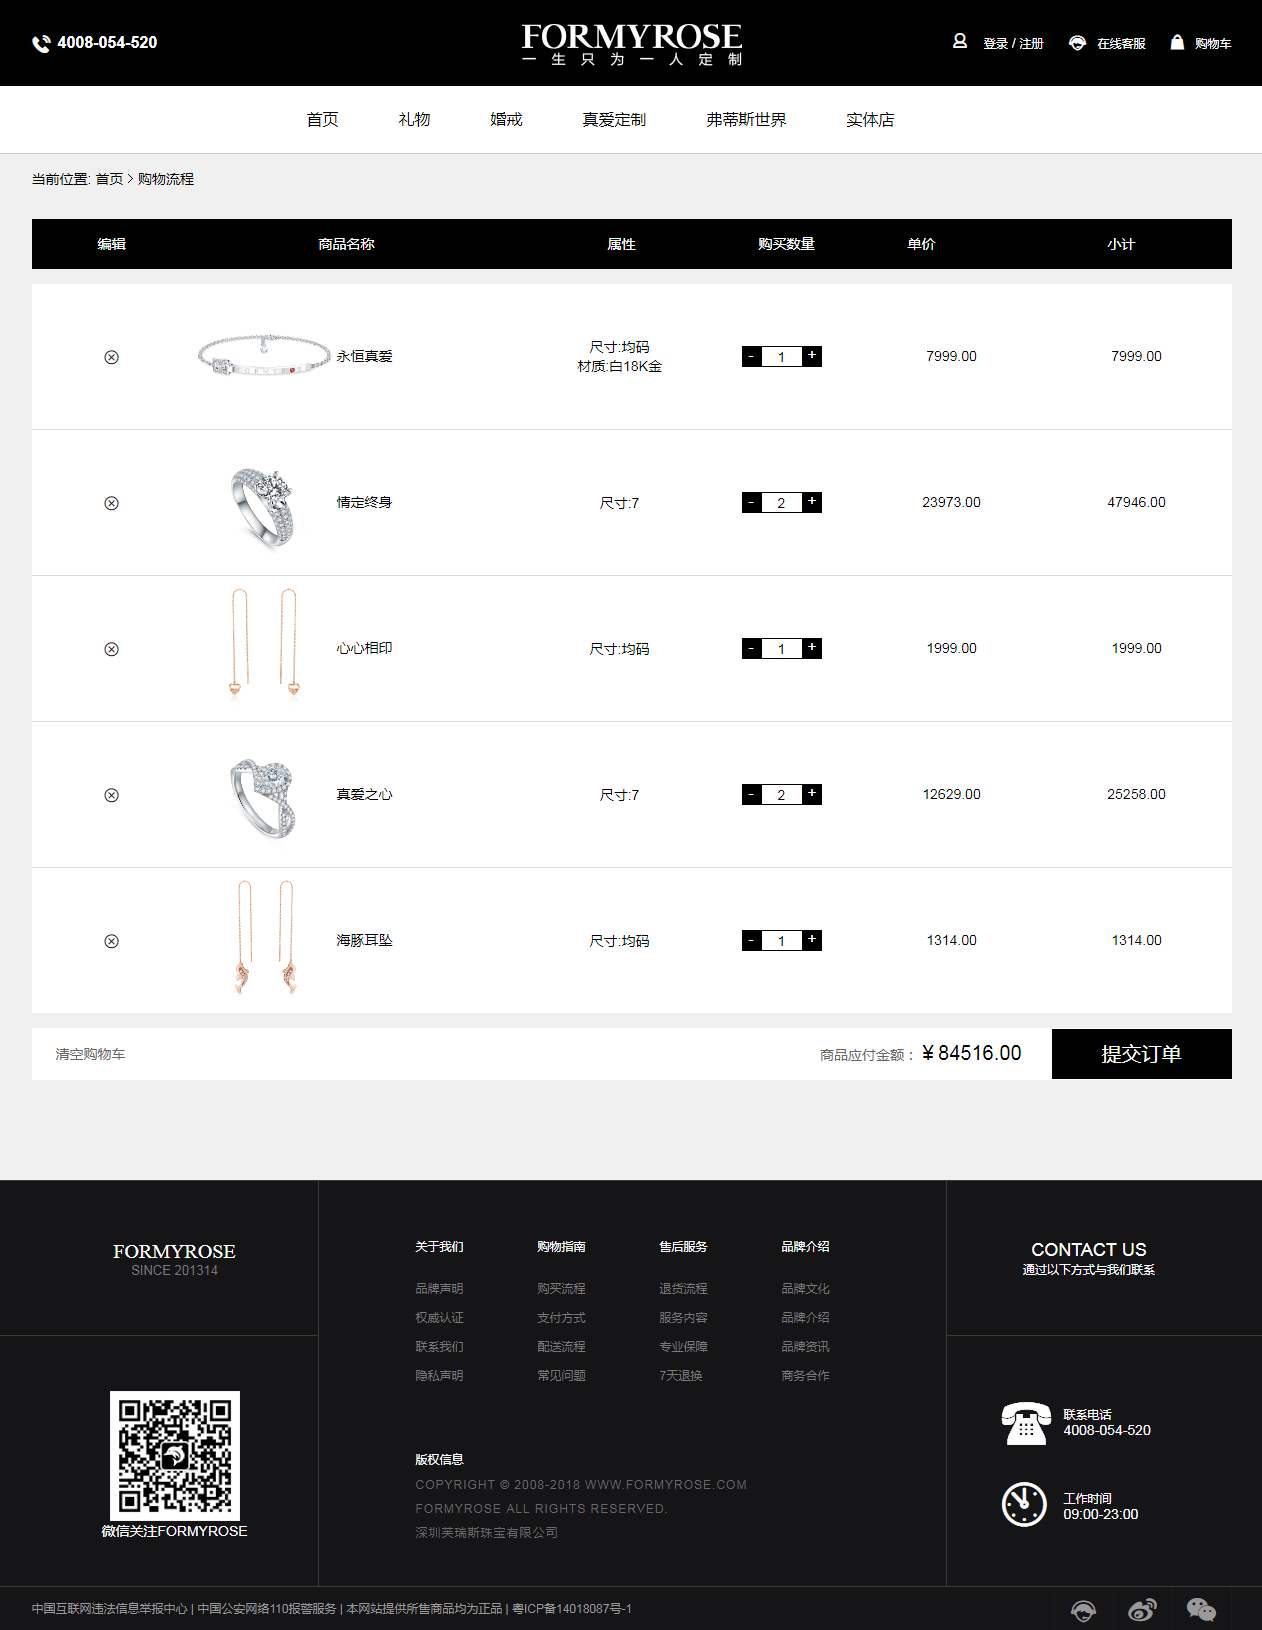 4008-054-520
FORMYROSE
一生只为一人定制
登录 / 注册 在线客服 购物车
首页 礼物 婚戒 真爱定制 弗蒂斯世界 实体店
当前位置: 首页 > 购物流程
编辑 商品名称 属性 购买数量 单价 小计
永恒真爱 尺寸:均码 材质:白18K金 - 1 + 7999.00 7999.00
情定终身 尺寸:7 - 2 + 23973.00 47946.00
心心相印 尺寸:均码 - 1 + 1999.00 1999.00
真爱之心 尺寸:7 - 2 + 12629.00 25258.00
海豚耳坠 尺寸:均码 - 1 + 1314.00 1314.00
清空购物车 商品应付金额： ¥84516.00 提交订单
FORMYROSE
SINCE 201314
微信关注FORMYROSE
关于我们 购物指南 售后服务 品牌介绍
品牌声明 购买流程 退货流程 品牌文化
权威认证 支付方式 服务内容 品牌介绍
联系我们 配送流程 专业保障 品牌资讯
隐私声明 常见问题 7天退换 商务合作
版权信息
COPYRIGHT © 2008-2018 WWW.FORMYROSE.COM
FORMYROSE ALL RIGHTS RESERVED.
深圳芙瑞斯珠宝有限公司
CONTACT US
通过以下方式与我们联系
联系电话
4008-054-520
工作时间
09:00-23:00
中国互联网违法信息举报中心 | 中国公安网络110报警服务 | 本网站提供所售商品均为正品 | 粤ICP备14018087号-1